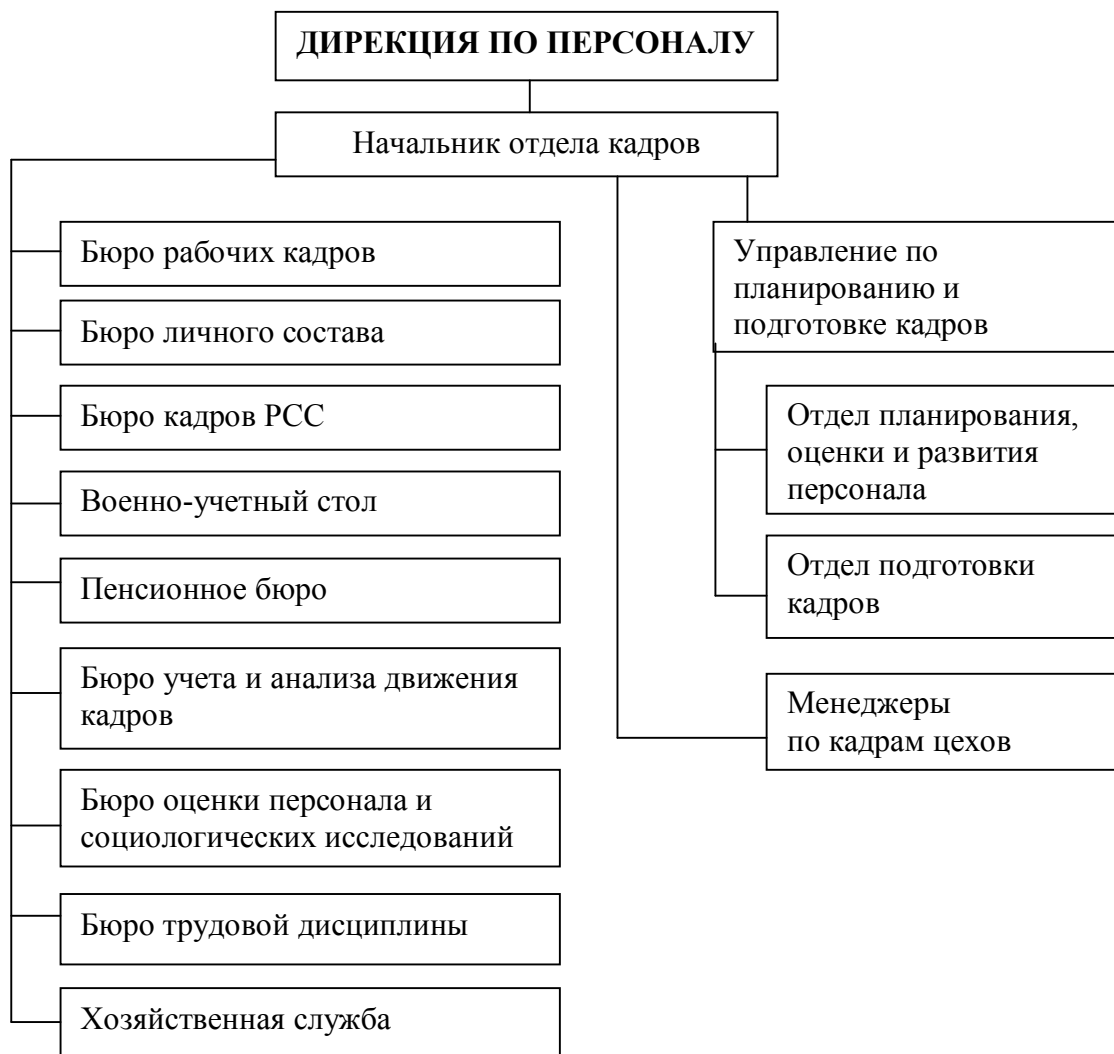 ДИРЕКЦИЯ ПО ПЕРСОНАЛУ
Начальник отдела кадров
Бюро рабочих кадров
Бюро личного состава
Бюро кадров РСС
Военно-учетный стол
Пенсионное бюро
Бюро учета и анализа движения
кадров
Бюро оценки персонала и
социологических исследований
Бюро трудовой дисциплины
Хозяйственная служба
Управление по
планированию и
подготовке кадров
Отдел планирования,
оценки и развития
персонала
Отдел подготовки
кадров
Менеджеры
по кадрам цехов